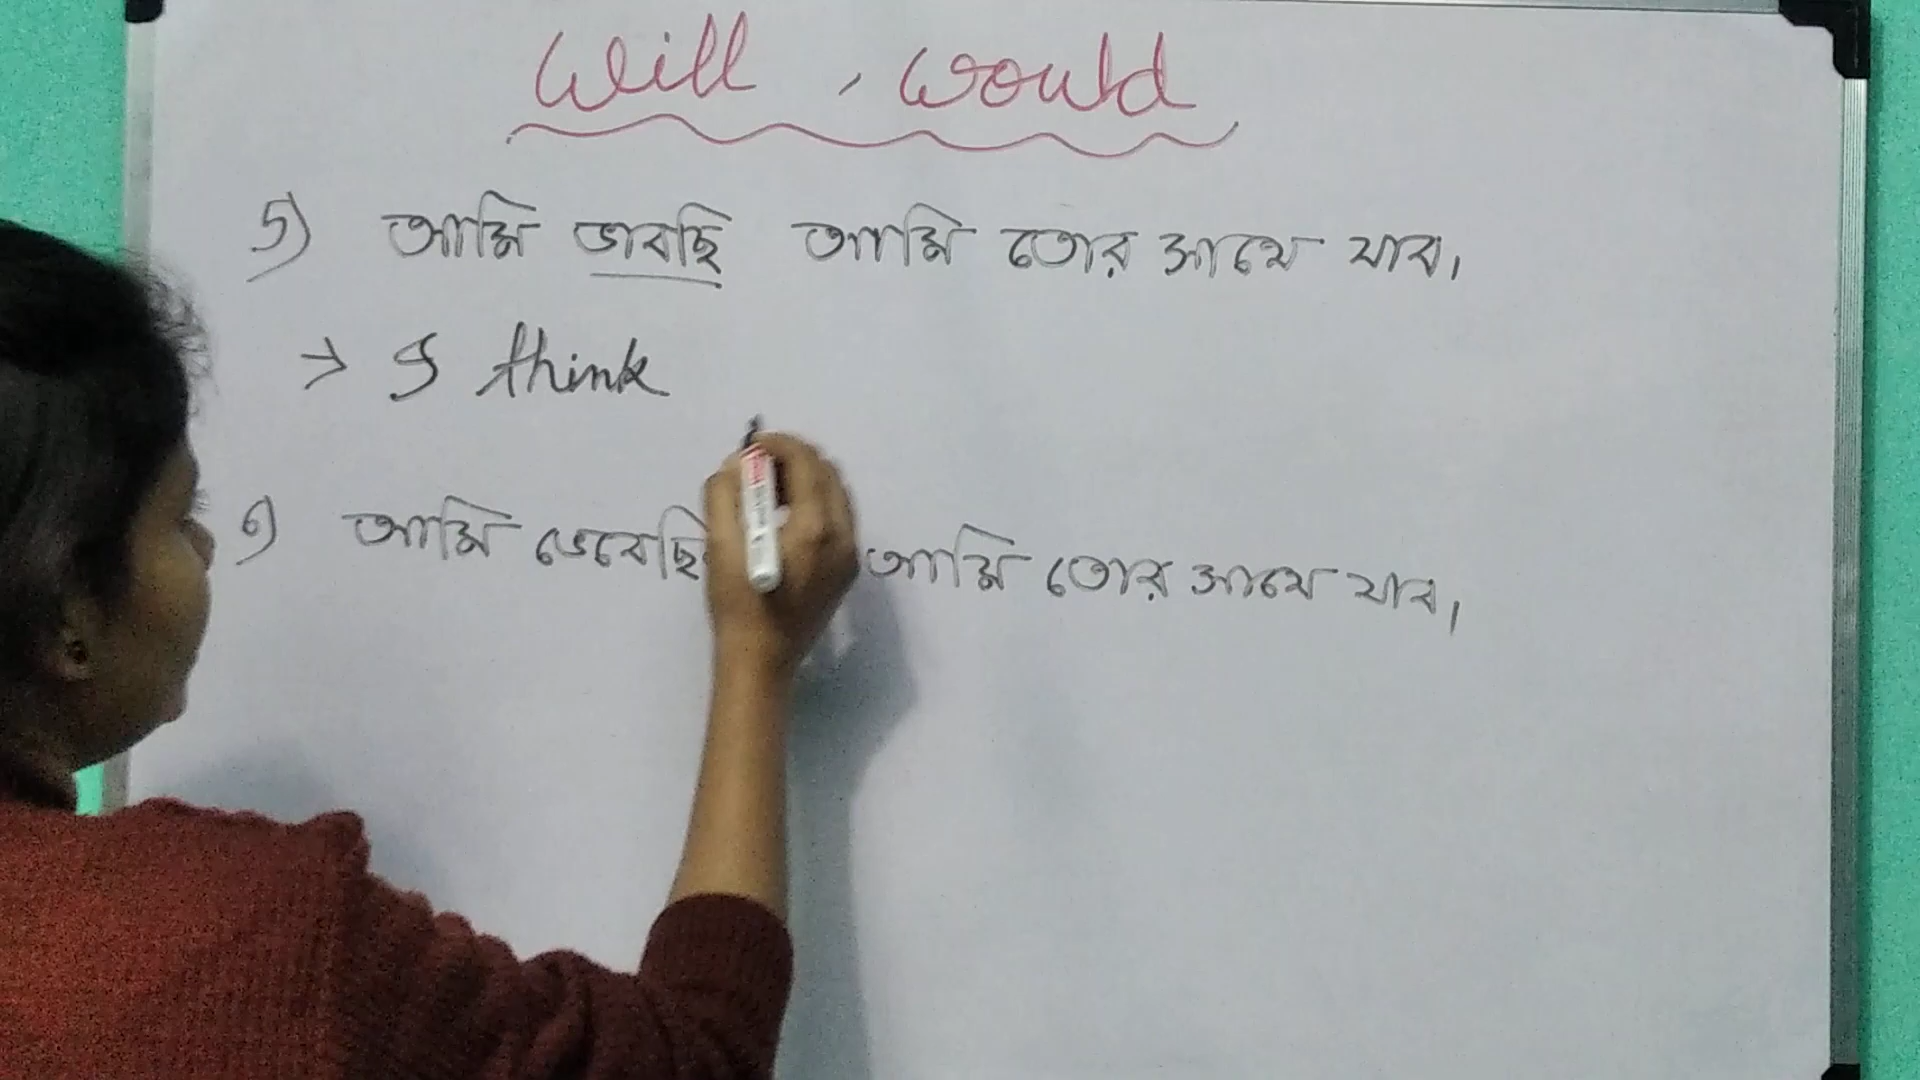 Will, Would
5) আমি ভাবছি আমি তোর সাথে যাব।
→ I think
6) আমি ভেবেছি আমি তোর সাথে যাব।